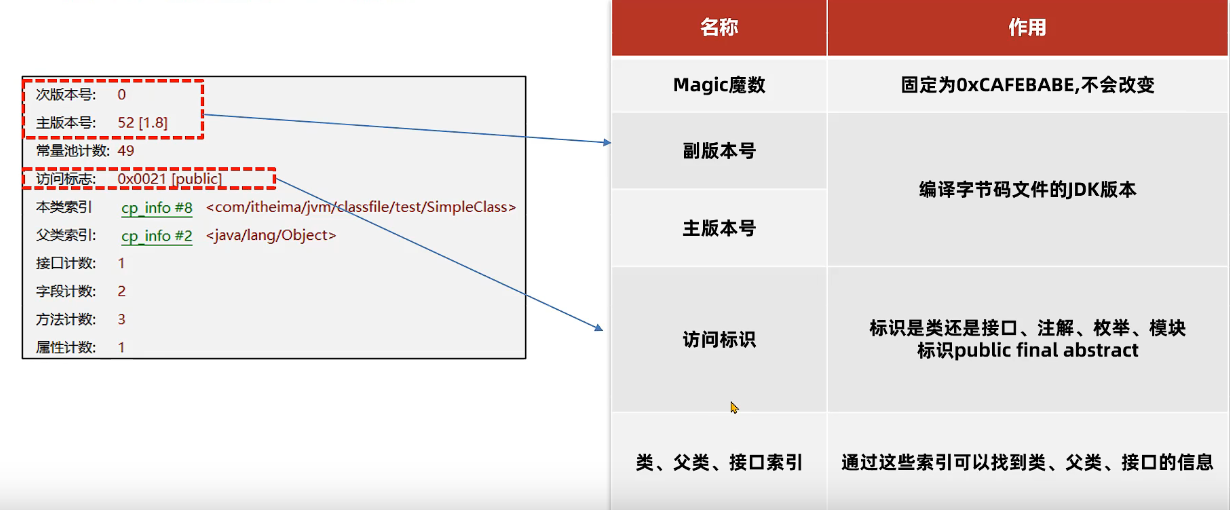 次版本号: 0
主版本号: 52 [1.8]
常量池计数: 49
访问标志: 0x0021 [public]
本类索引 cp_info #8 <com/itheima/jvm/classfile/test/SimpleClass>
父类索引: cp_info #2 <java/lang/Object>
接口计数: 1
字段计数: 2
方法计数: 3
属性计数: 1
名称 作用
Magic魔数 固定为0xCAFEBABE,不会改变
副版本号
编译字节码文件的JDK版本
主版本号
访问标识
标识是类还是接口、注解、枚举、模块
标识public final abstract
类、父类、接口索引 通过这些索引可以找到类、父类、接口的信息